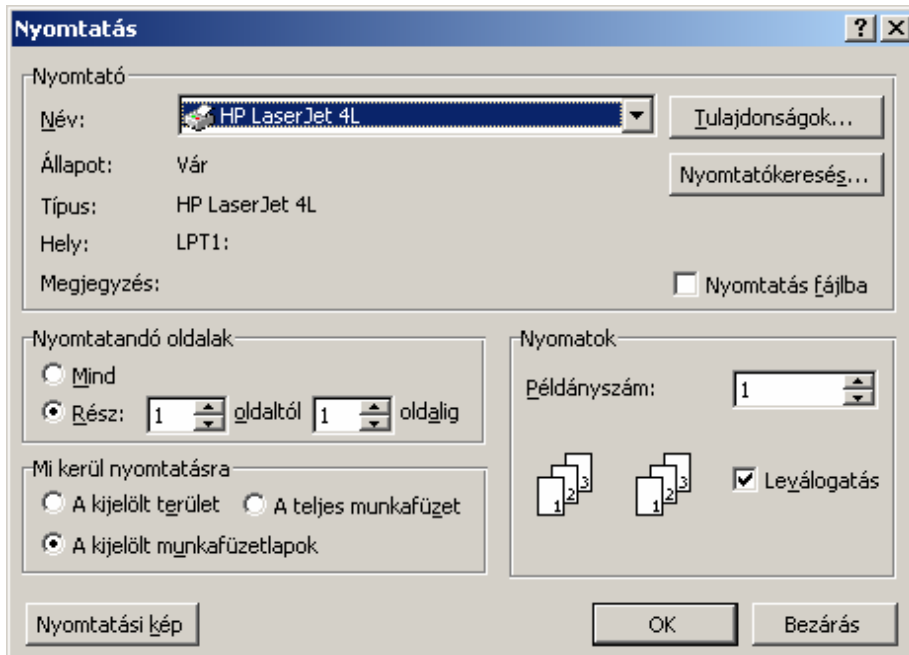 Nyomtatás
Nyomtató
Név: HP LaserJet 4L Tulajdonságok...
Állapot: Vár Nyomtatókeresés...
Típus: HP LaserJet 4L
Hely: LPT1:
Megjegyzés: Nyomtatás fájlba
Nyomtatandó oldalak
Mind
Rész: 1 oldaltól 1 oldalig
Mi kerül nyomtatásra
A kijelölt terület A teljes munkafüzet
A kijelölt munkafüzetlapok
Nyomatok
Példányszám: 1
1 2 3 1 2 3 Leválogatás
Nyomtatási kép OK Bezárás